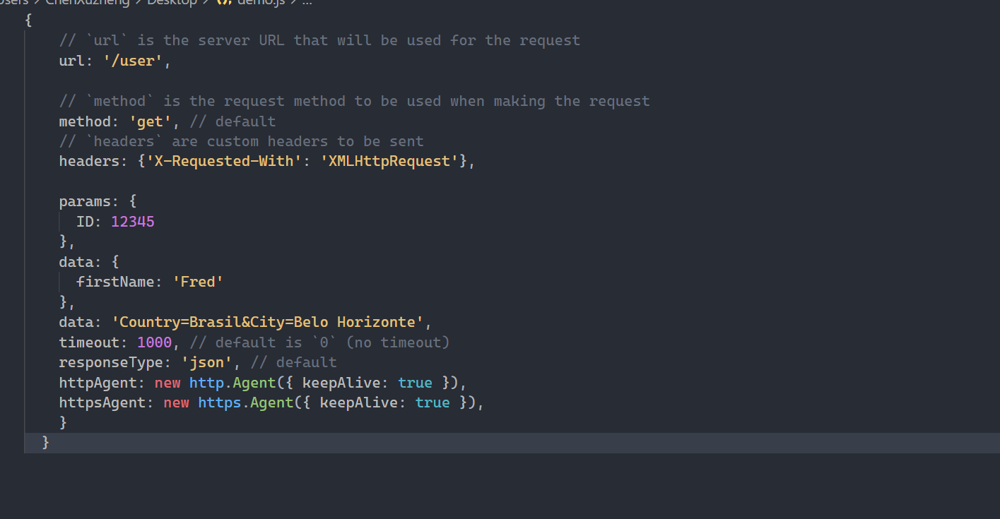 ChenXuzheng > Desktop > demo.js > ...
{
// `url` is the server URL that will be used for the request
url: '/user',
// `method` is the request method to be used when making the request
method: 'get', // default
// `headers` are custom headers to be sent
headers: {'X-Requested-With': 'XMLHttpRequest'},
params: {
ID: 12345
},
data: {
firstName: 'Fred'
},
data: 'Country=Brasil&City=Belo Horizonte',
timeout: 1000, // default is `0` (no timeout)
responseType: 'json', // default
httpAgent: new http.Agent({ keepAlive: true }),
httpsAgent: new https.Agent({ keepAlive: true }),
}
}